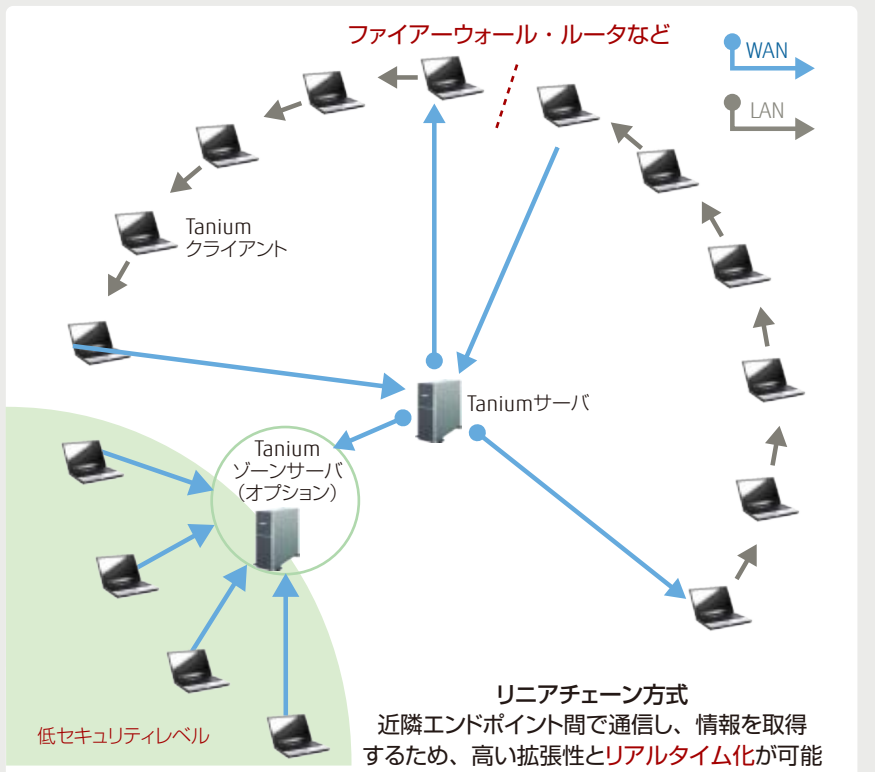 ファイアーウォール・ルータなど
WAN
LAN
Tanium
クライアント
Taniumサーバ
Tanium
ゾーンサーバ
（オプション）
低セキュリティレベル
リニアチェーン方式
近隣エンドポイント間で通信し、情報を取得
するため、高い拡張性とリアルタイム化が可能